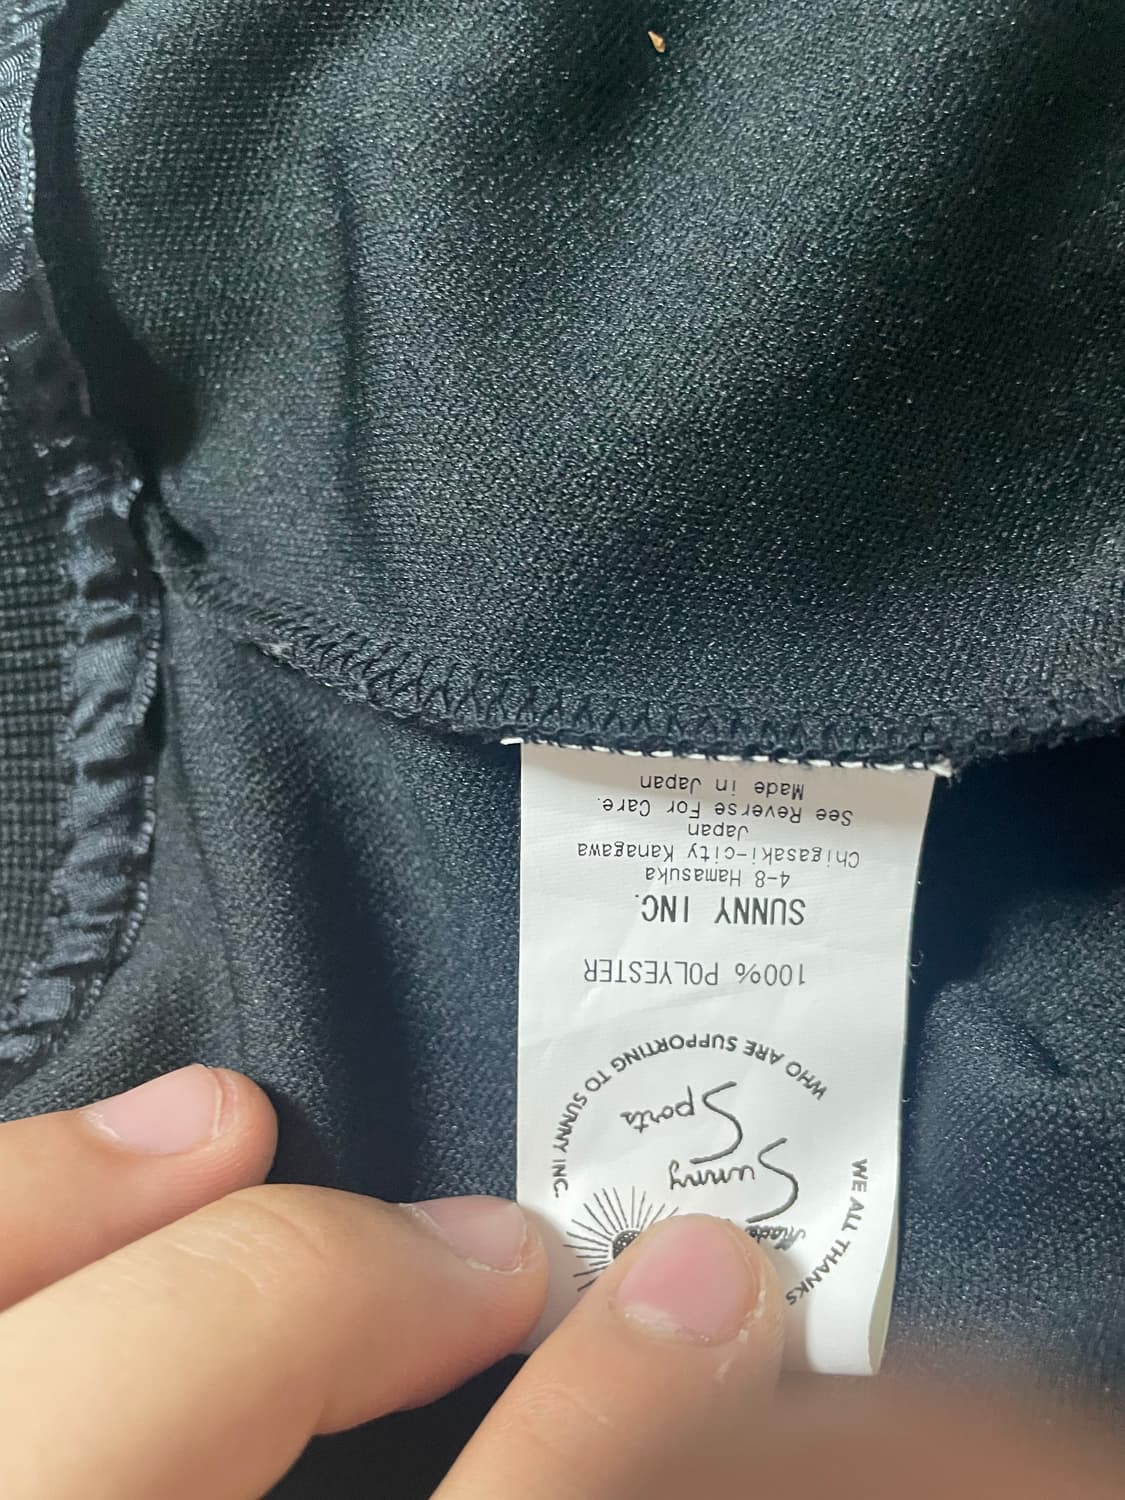 WE ALL THANKS
WHO ARE SUPPORTING TO SUNNY INC.
Made
Sunny
Sports
100% POLYESTER
SUNNY INC.
4-8 Hamasuka
Chigasaki-city Kanagawa
Japan
See Reverse For Care.
Made in Japan